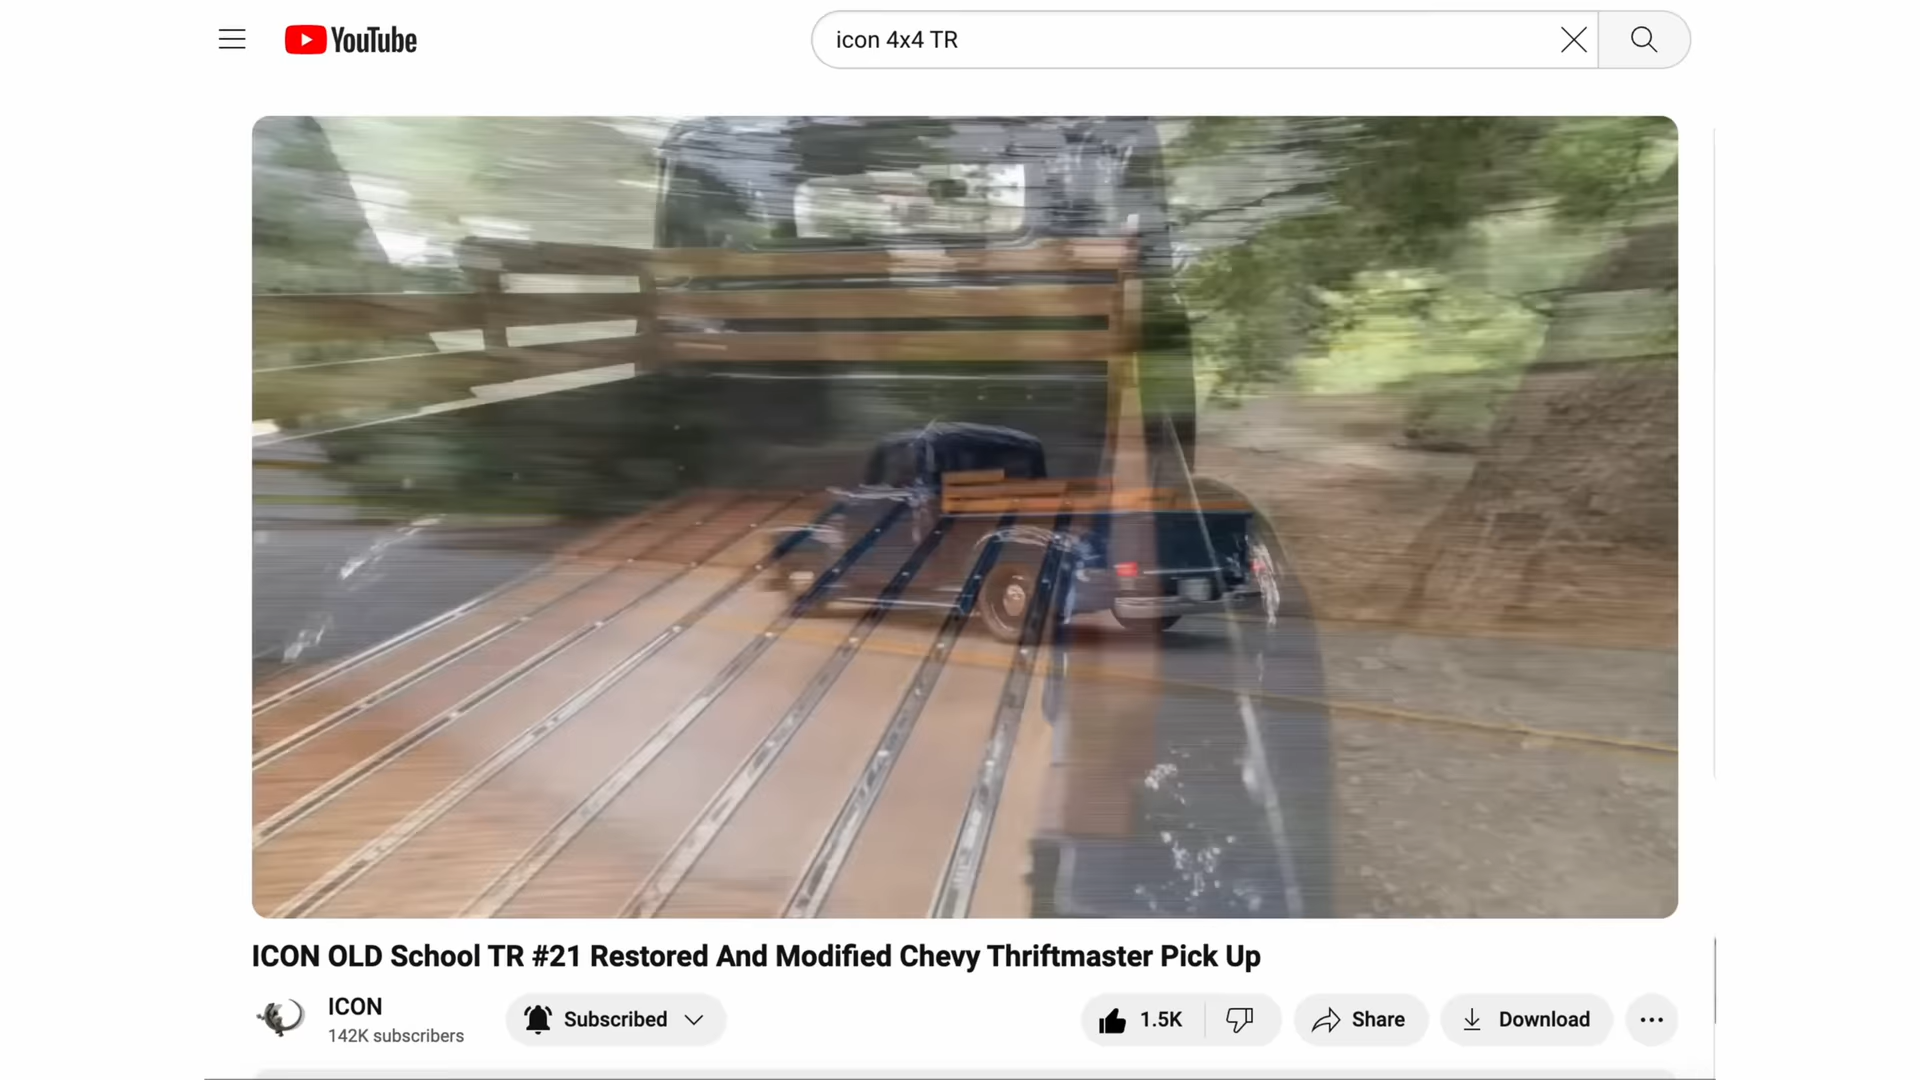 YouTube
icon 4x4 TR
ICON OLD School TR #21 Restored And Modified Chevy Thriftmaster Pick Up
ICON
142K subscribers
Subscribed
1.5K
Share
Download